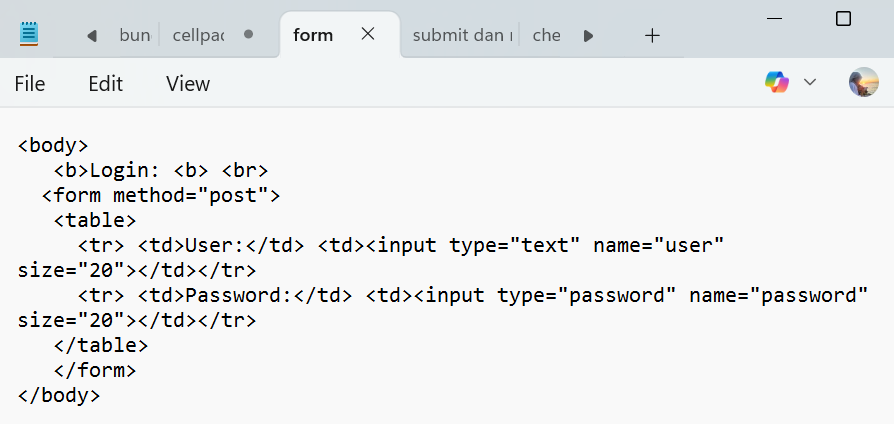 bun cellpac form submit dan che
File Edit View
<body>
<b>Login: <b> <br>
<form method="post">
<table>
<tr> <td>User:</td> <td><input type="text" name="user"
size="20"></td></tr>
<tr> <td>Password:</td> <td><input type="password" name="password"
size="20"></td></tr>
</table>
</form>
</body>